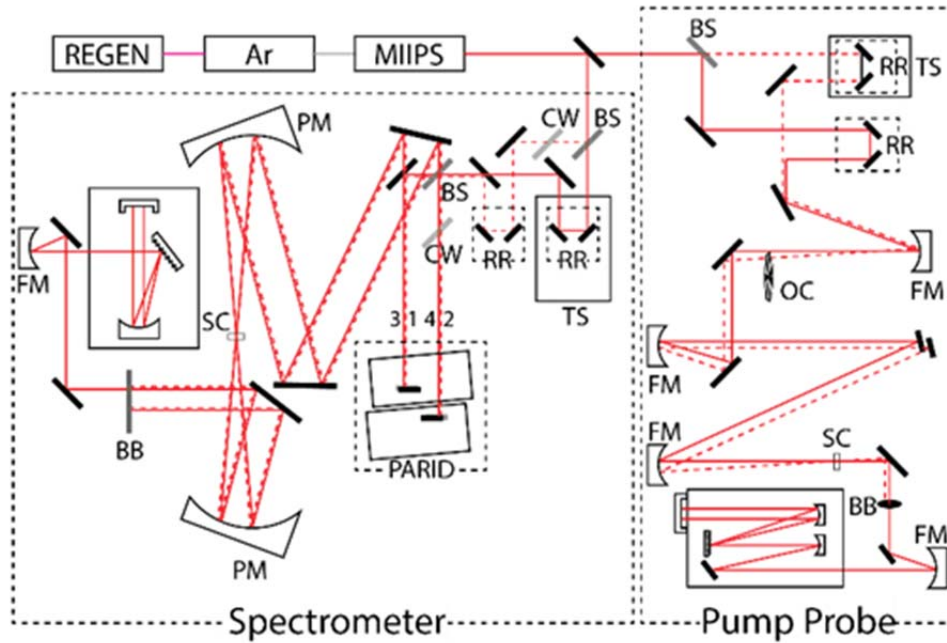 REGEN Ar MIIPS
BS
RR TS
RR
PM CW BS
BS
CW RR RR
TS
FM
SC
3 1 4 2
BB
PARID
PM
OC FM
FM
FM
SC
BB
FM
Spectrometer Pump Probe